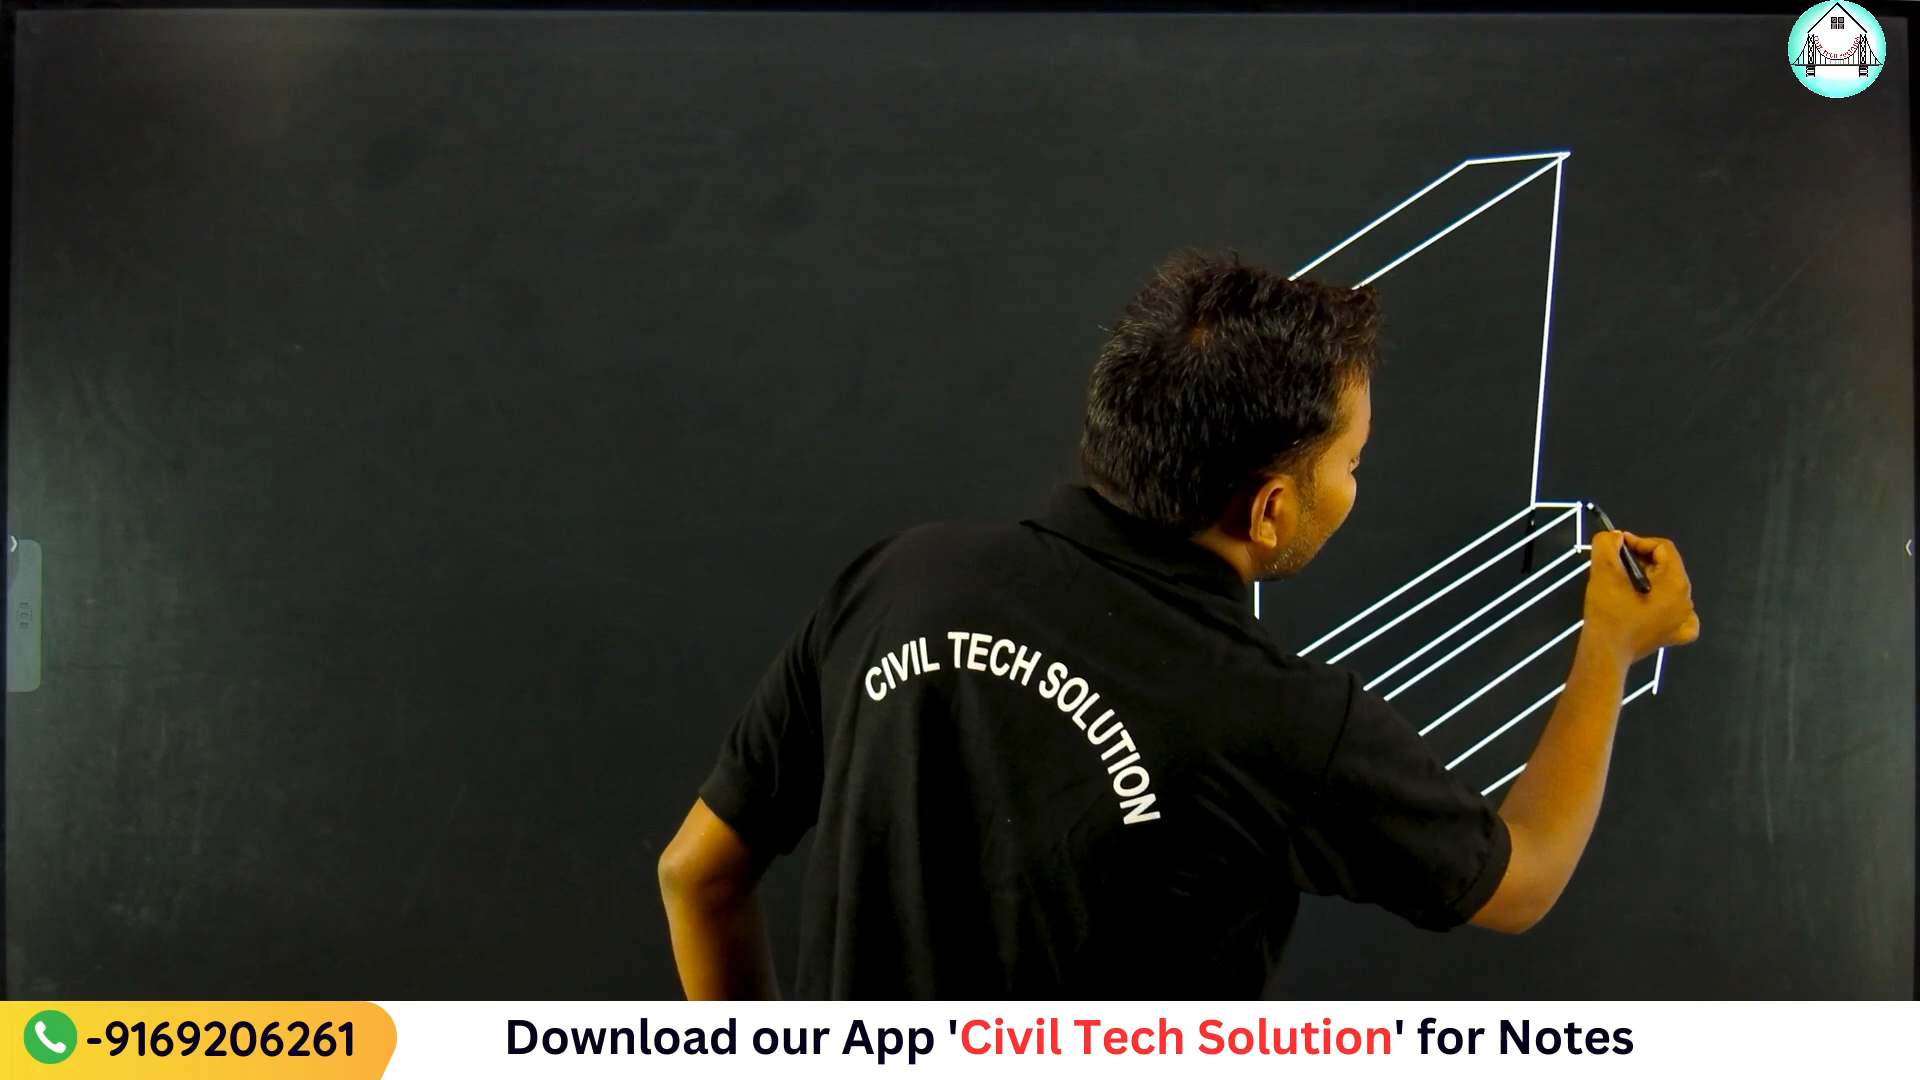 CIVIL TECH SOLUTION
-9169206261
Download our App 'Civil Tech Solution' for Notes